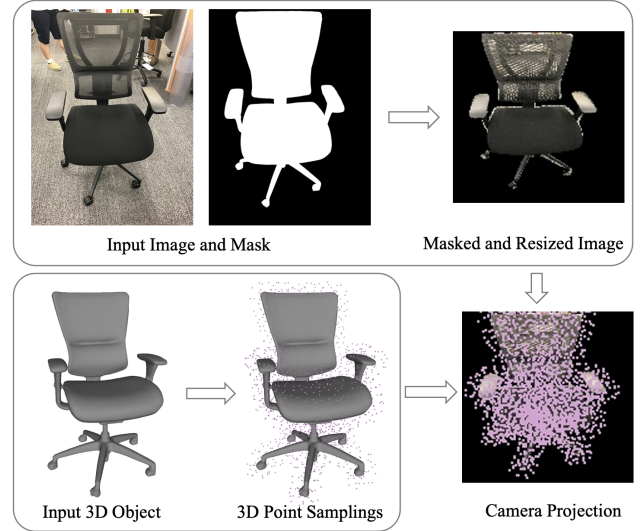 Input Image and Mask
Masked and Resized Image
Input 3D Object
3D Point Samplings
Camera Projection